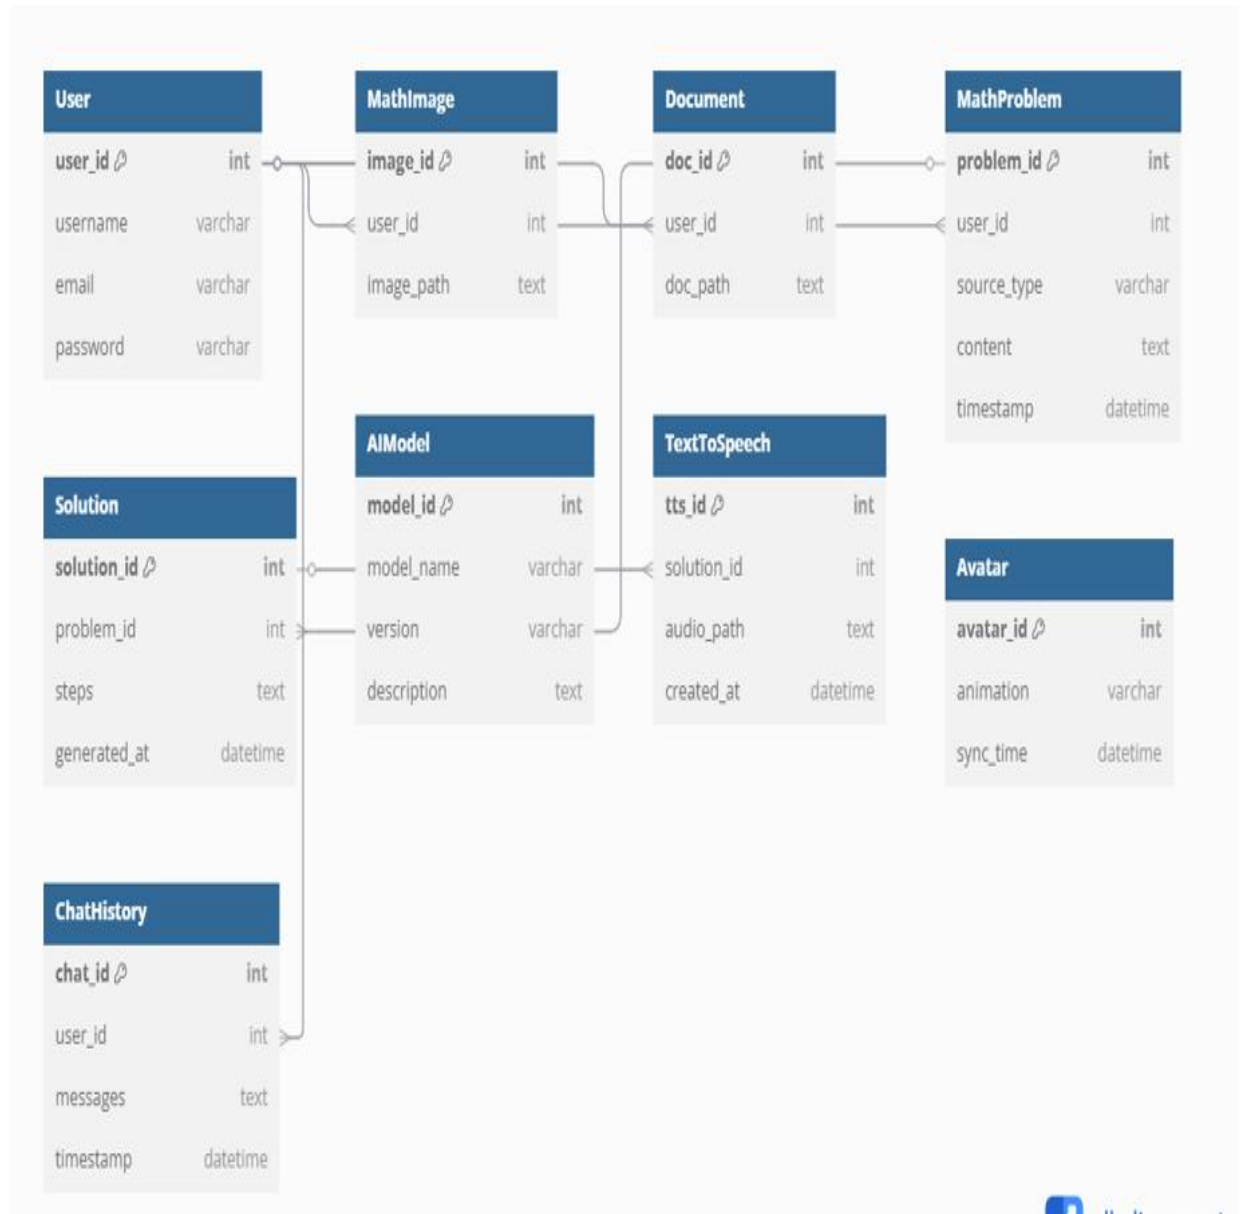 User
user_id int
username varchar
email varchar
password varchar
MathImage
image_id int
user_id int
image_path text
Document
doc_id int
user_id int
doc_path text
MathProblem
problem_id int
user_id int
source_type varchar
content text
timestamp datetime
Solution
solution_id int
problem_id int
steps text
generated_at datetime
AIModel
model_id int
model_name varchar
version varchar
description text
TextToSpeech
tts_id int
solution_id int
audio_path text
created_at datetime
Avatar
avatar_id int
animation varchar
sync_time datetime
ChatHistory
chat_id int
user_id int
messages text
timestamp datetime